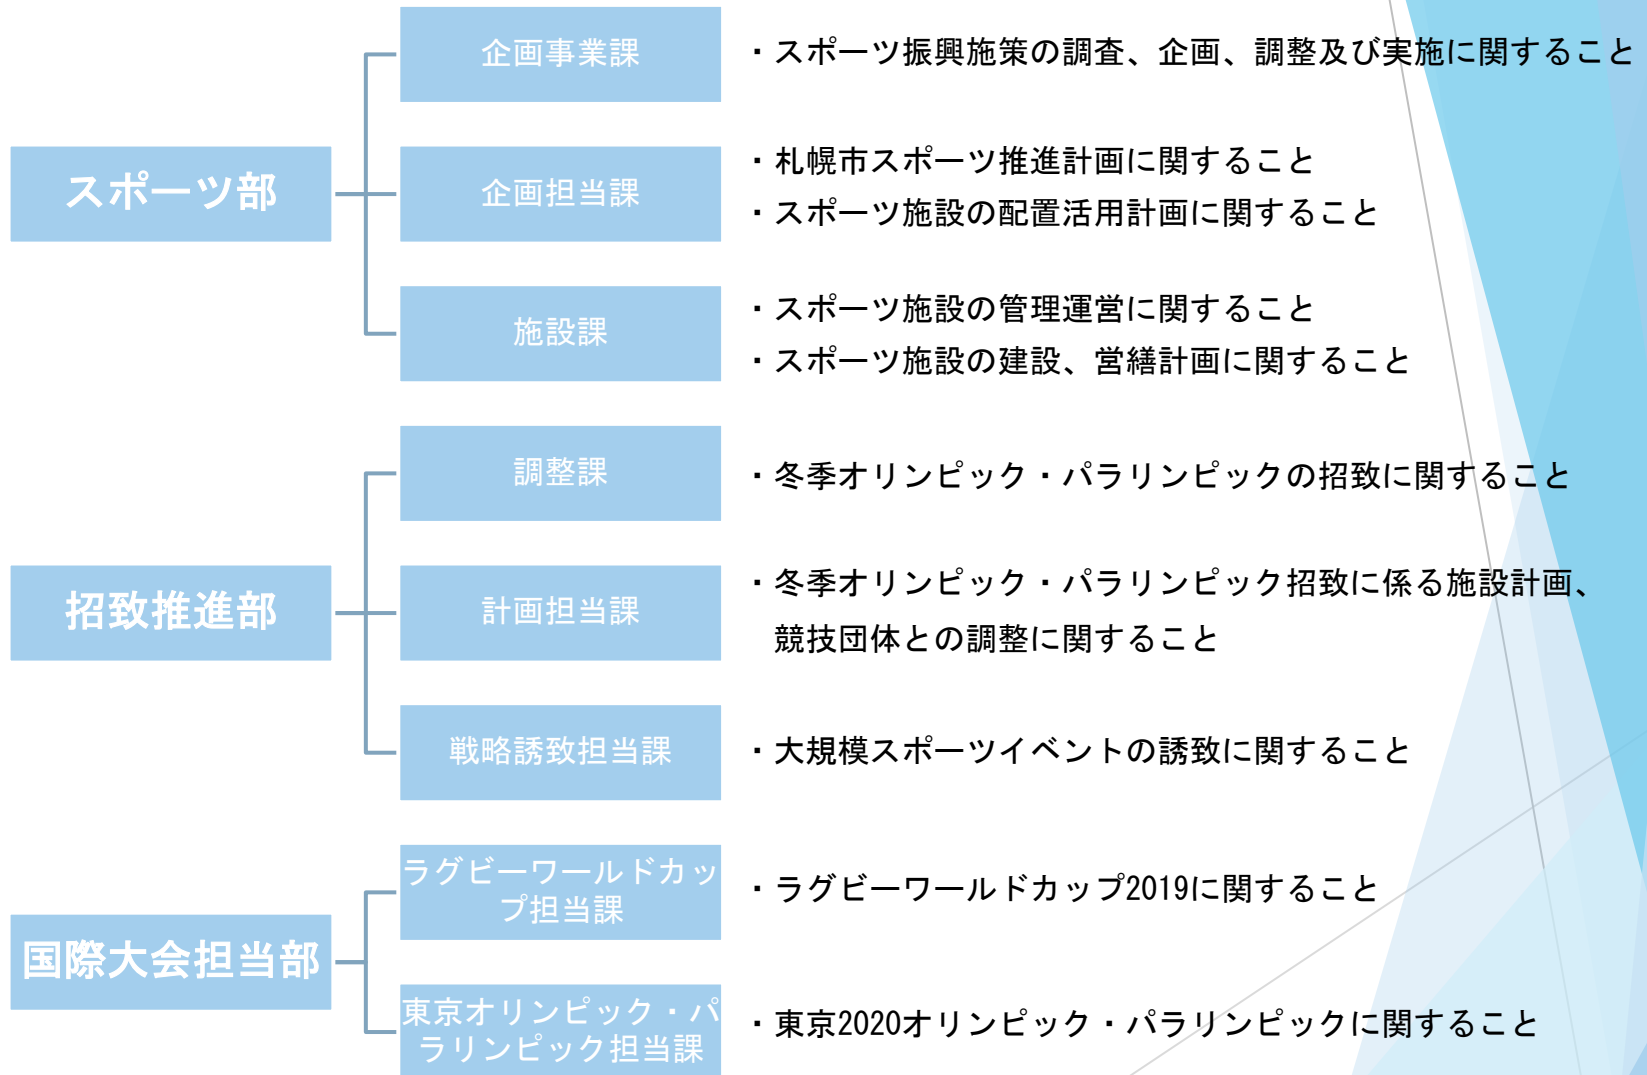 スポーツ部
企画事業課
・スポーツ振興施策の調査、企画、調整及び実施に関すること
企画担当課
・札幌市スポーツ推進計画に関すること
・スポーツ施設の配置活用計画に関すること
施設課
・スポーツ施設の管理運営に関すること
・スポーツ施設の建設、営繕計画に関すること
招致推進部
調整課
・冬季オリンピック・パラリンピックの招致に関すること
計画担当課
・冬季オリンピック・パラリンピック招致に係る施設計画、
競技団体との調整に関すること
戦略誘致担当課
・大規模スポーツイベントの誘致に関すること
国際大会担当部
ラグビーワールドカッ
プ担当課
・ラグビーワールドカップ2019に関すること
東京オリンピック・パ
ラリンピック担当課
・東京2020オリンピック・パラリンピックに関すること